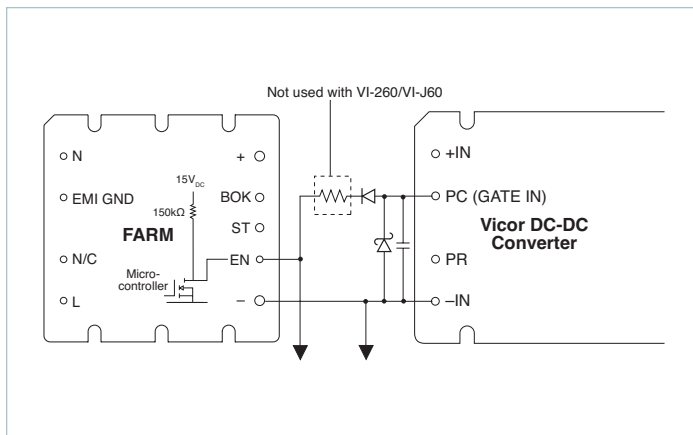 Not used with VI-260/VI-J60
N
EMI GND
N/C
L
15VDC
150kΩ
FARM
Micro-
controller
+
BOK
ST
EN
–
+IN
PC (GATE IN)
PR
–IN
Vicor DC-DC
Converter